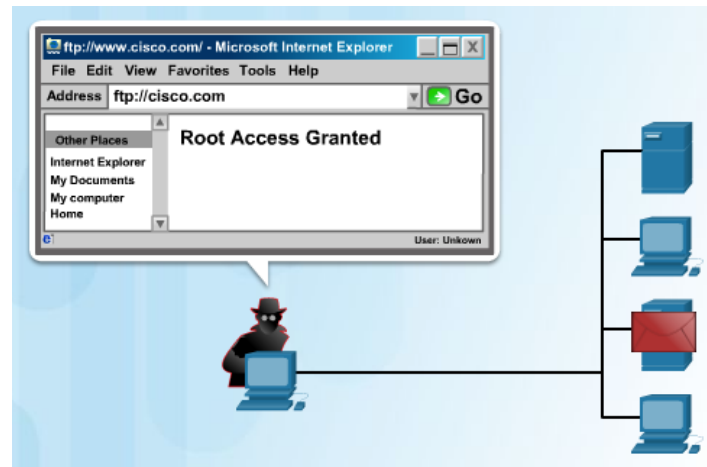 ftp://www.cisco.com/ - Microsoft Internet Explorer
File Edit View Favorites Tools Help
Address ftp://cisco.com Go
Other Places
Root Access Granted
Internet Explorer
My Documents
My computer
Home
User: Unkown